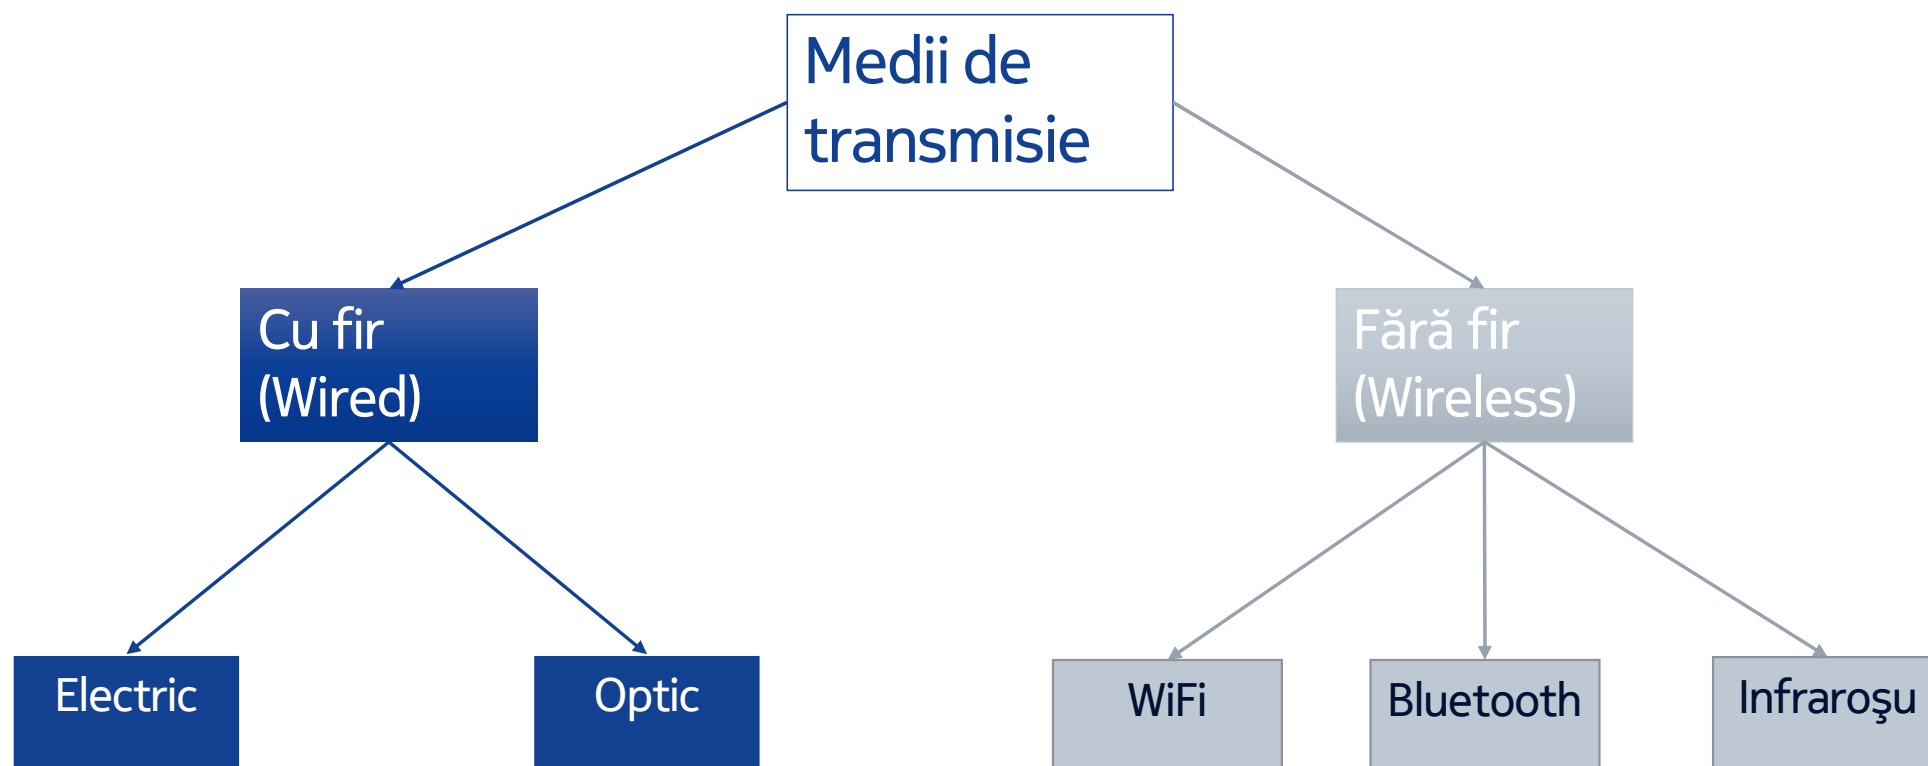 Medii de
transmisie
Cu fir
(Wired)
Fără fir
(Wireless)
Electric
Optic
WiFi
Bluetooth
Infraroşu